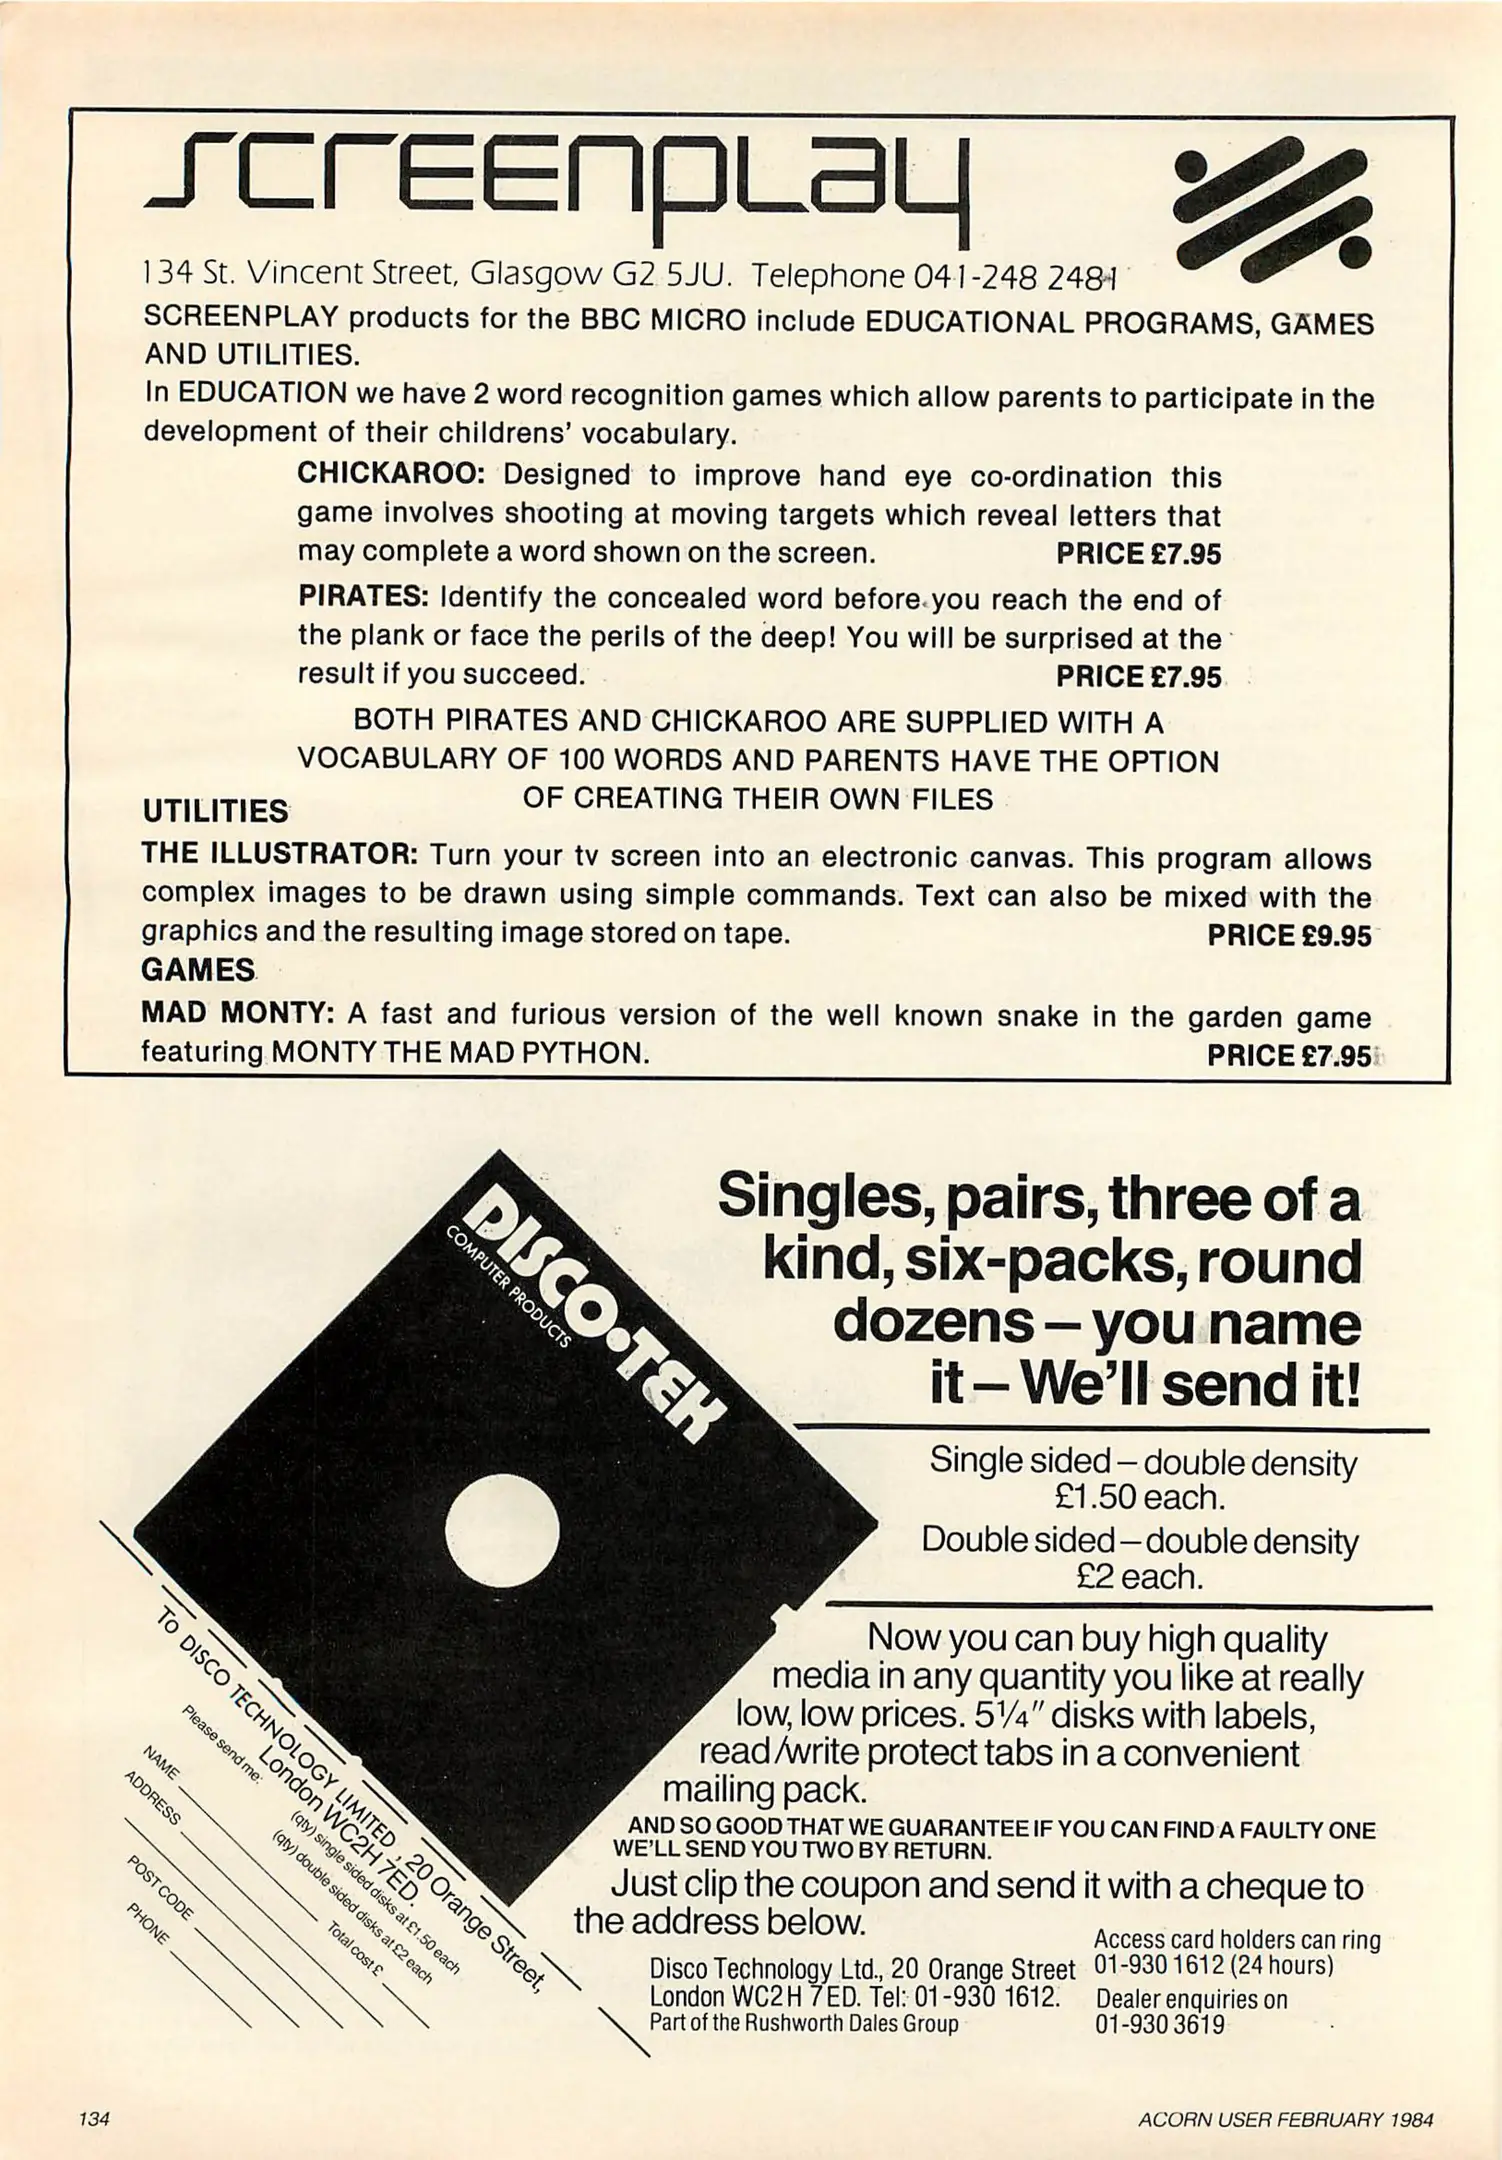 screenplay
134 St. Vincent Street, Glasgow G2 5JU. Telephone 041-248 2481
SCREENPLAY products for the BBC MICRO include EDUCATIONAL PROGRAMS, GAMES
AND UTILITIES.
In EDUCATION we have 2 word recognition games which allow parents to participate in the
development of their childrens' vocabulary.
CHICKAROO: Designed to improve hand eye co-ordination this
game involves shooting at moving targets which reveal letters that
may complete a word shown on the screen. PRICE £7.95
PIRATES: Identify the concealed word before you reach the end of
the plank or face the perils of the deep! You will be surprised at the
result if you succeed. PRICE £7.95
BOTH PIRATES AND CHICKAROO ARE SUPPLIED WITH A
VOCABULARY OF 100 WORDS AND PARENTS HAVE THE OPTION
OF CREATING THEIR OWN FILES
UTILITIES
THE ILLUSTRATOR: Turn your tv screen into an electronic canvas. This program allows
complex images to be drawn using simple commands. Text can also be mixed with the
graphics and the resulting image stored on tape. PRICE £9.95
GAMES
MAD MONTY: A fast and furious version of the well known snake in the garden game
featuring MONTY THE MAD PYTHON. PRICE £7.95
DISCO•TEK
COMPUTER PRODUCTS
Singles, pairs, three of a
kind, six-packs, round
dozens – you name
it – We'll send it!
Single sided – double density
£1.50 each.
Double sided – double density
£2 each.
Now you can buy high quality
media in any quantity you like at really
low, low prices. 5¼" disks with labels,
read/write protect tabs in a convenient
mailing pack.
AND SO GOOD THAT WE GUARANTEE IF YOU CAN FIND A FAULTY ONE
WE'LL SEND YOU TWO BY RETURN.
Just clip the coupon and send it with a cheque to
the address below.
Disco Technology Ltd., 20 Orange Street
London WC2H 7ED. Tel: 01-930 1612.
Part of the Rushworth Dales Group
Access card holders can ring
01-930 1612 (24 hours)
Dealer enquiries on
01-930 3619
To DISCO TECHNOLOGY LIMITED, 20 Orange Street,
London WC2H 7ED.
Please send me:
(qty) single sided disks at £1.50 each
(qty) double sided disks at £2 each
Total cost £
NAME
ADDRESS
POST CODE
PHONE
134
ACORN USER FEBRUARY 1984